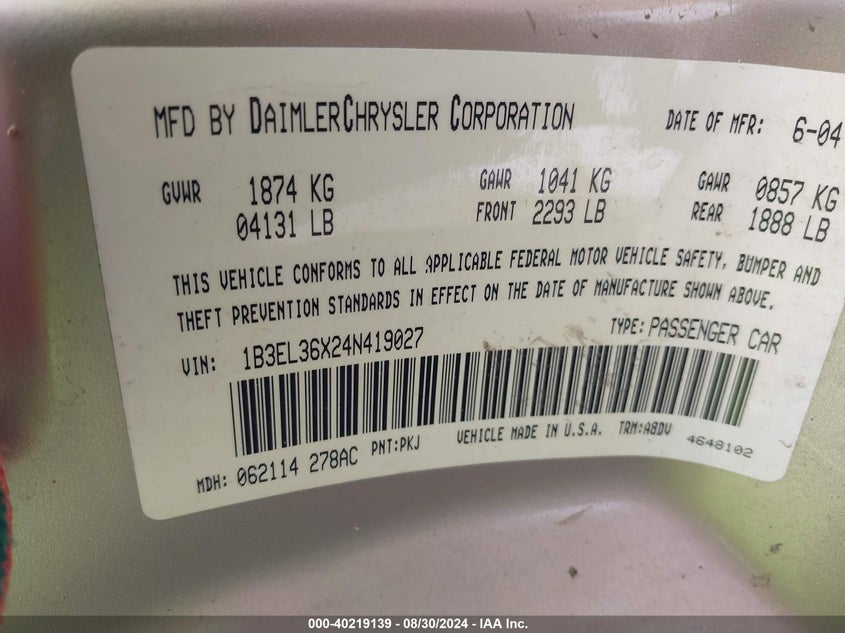 MFD BY DAIMLERCHRYSLER CORPORATION DATE OF MFR: 6-04
GVWR 1874 KG GAWR 1041 KG GAWR 0857 KG
04131 LB FRONT 2293 LB REAR 1888 LB
THIS VEHICLE CONFORMS TO ALL APPLICABLE FEDERAL MOTOR VEHICLE SAFETY, BUMPER AND
THEFT PREVENTION STANDARDS IN EFFECT ON THE DATE OF MANUFACTURE SHOWN ABOVE.
VIN: 1B3EL36X24N419027 TYPE: PASSENGER CAR
MDH: 062114 278AC PNT:PKJ VEHICLE MADE IN U.S.A. TRM:A8DV 4648102
000-40219139 - 08/30/2024 - IAA Inc.